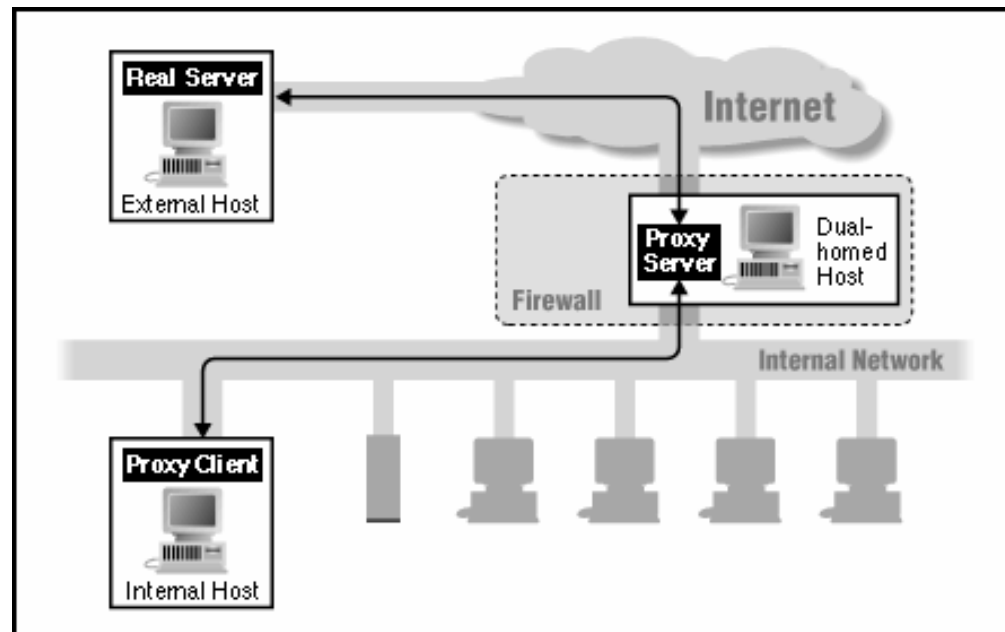 Real Server
External Host
Internet
Proxy
Server
Dual-
homed
Host
Firewall
Internal Network
Proxy Client
Internal Host